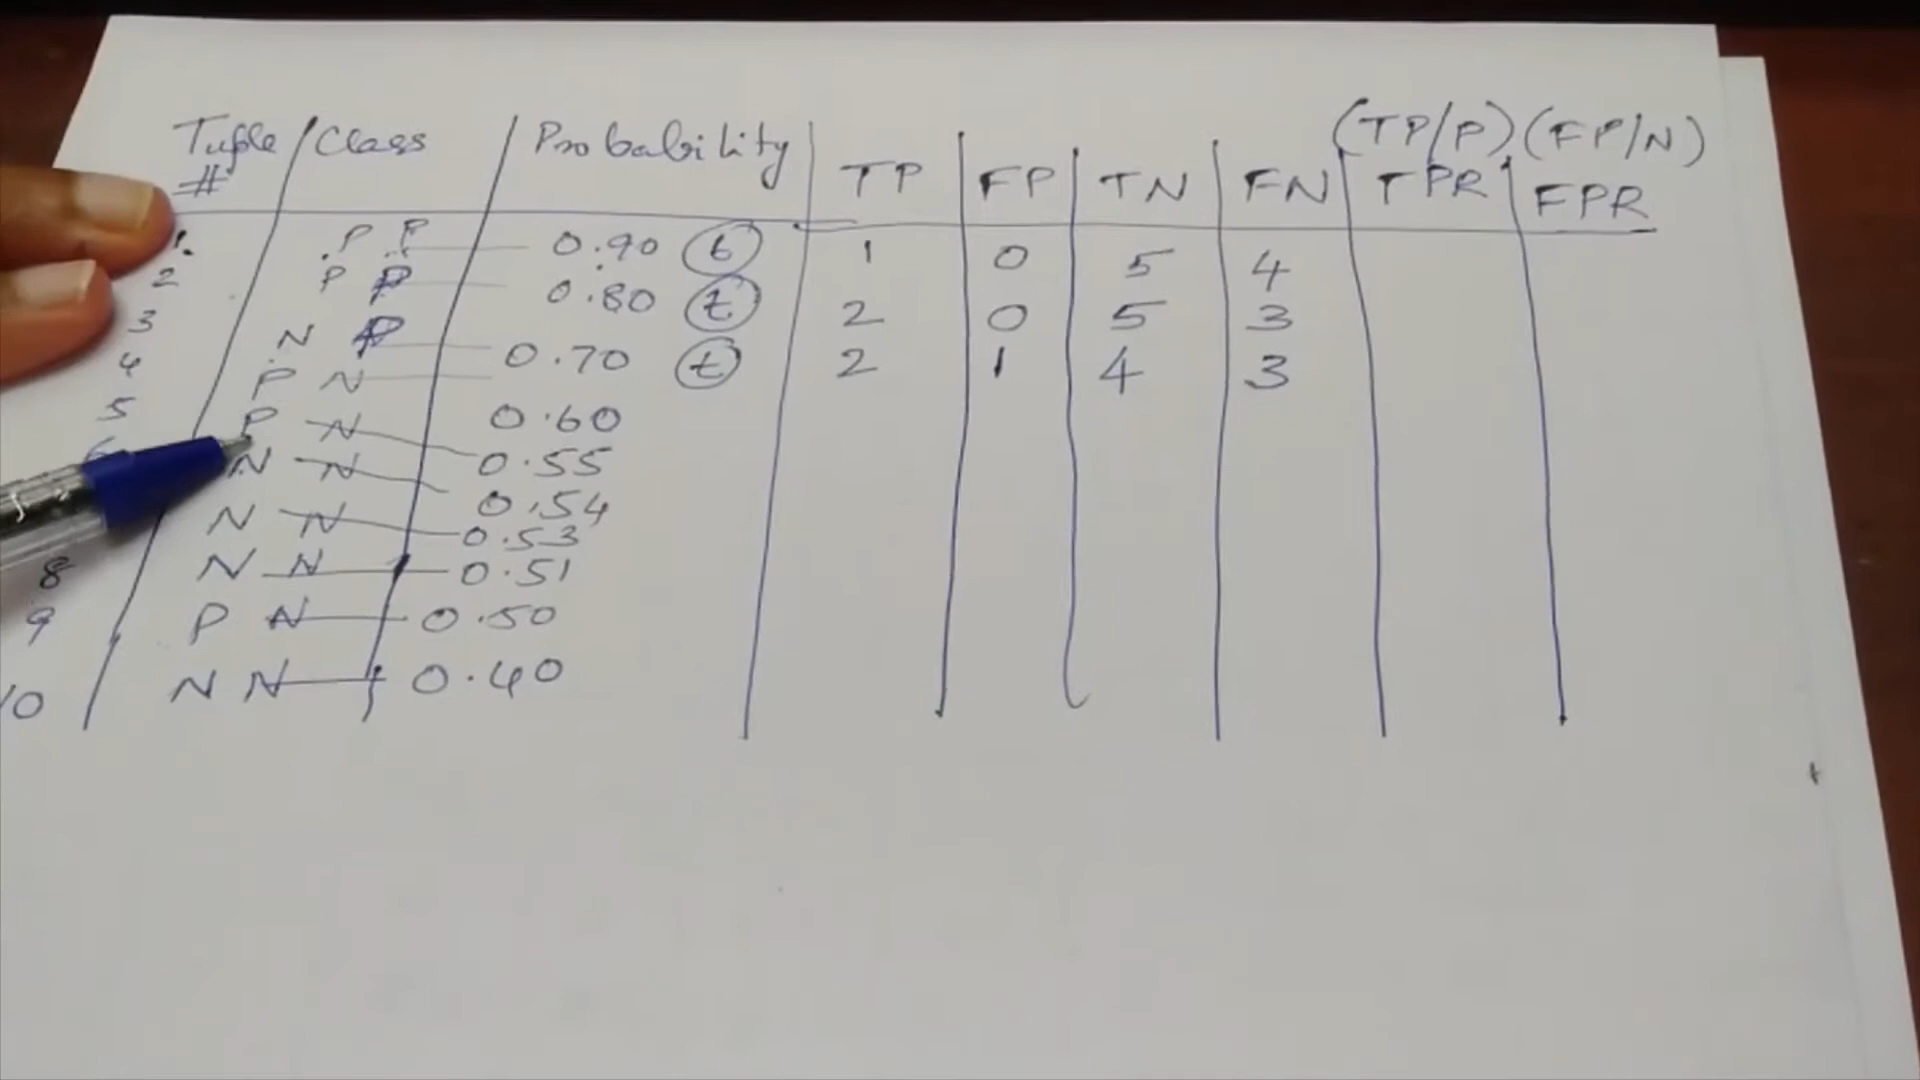 (TP/P) (FP/N)
Tuple # Class Probability TP FP TN FN TPR FPR
1. P P 0.90 t 1 0 5 4
2 P P 0.80 t 2 0 5 3
3 N P 0.70 t 2 1 4 3
4 P N 0.60
5 P N 0.55
6 N N 0.54
N N 0.53
8 N N 0.51
9 P N 0.50
10 N N 0.40